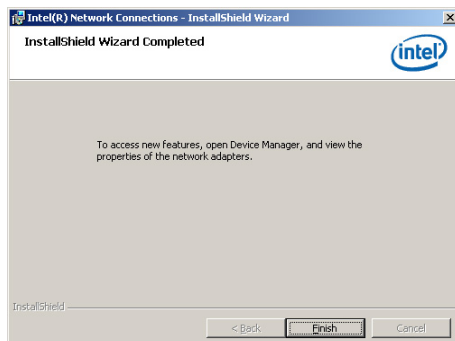 Intel(R) Network Connections - InstallShield Wizard
InstallShield Wizard Completed
intel
To access new features, open Device Manager, and view the
properties of the network adapters.
InstallShield
< Back
Finish
Cancel